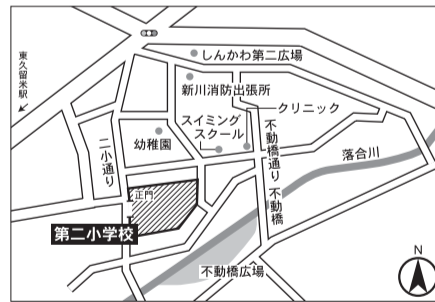 東久留米駅
しんかわ第二広場
新川消防出張所
クリニック
スイミング
スクール
幼稚園
二小通り
不動橋通り
不動橋
落合川
正門
第二小学校
不動橋広場
N